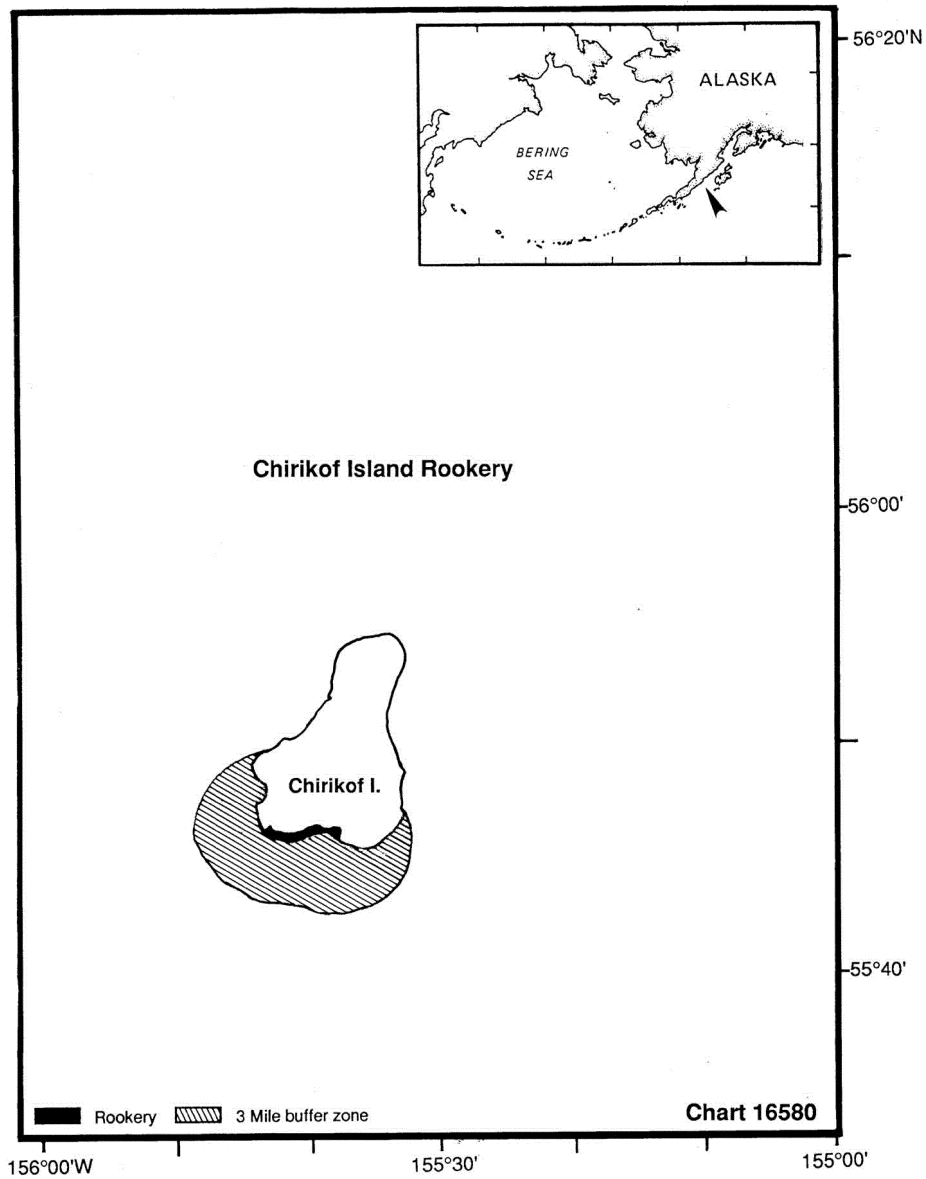 56°20'N
ALASKA
BERING
SEA
Chirikof Island Rookery
56°00'
Chirikof I.
55°40'
Rookery
3 Mile buffer zone
Chart 16580
156°00'W
155°30'
155°00'